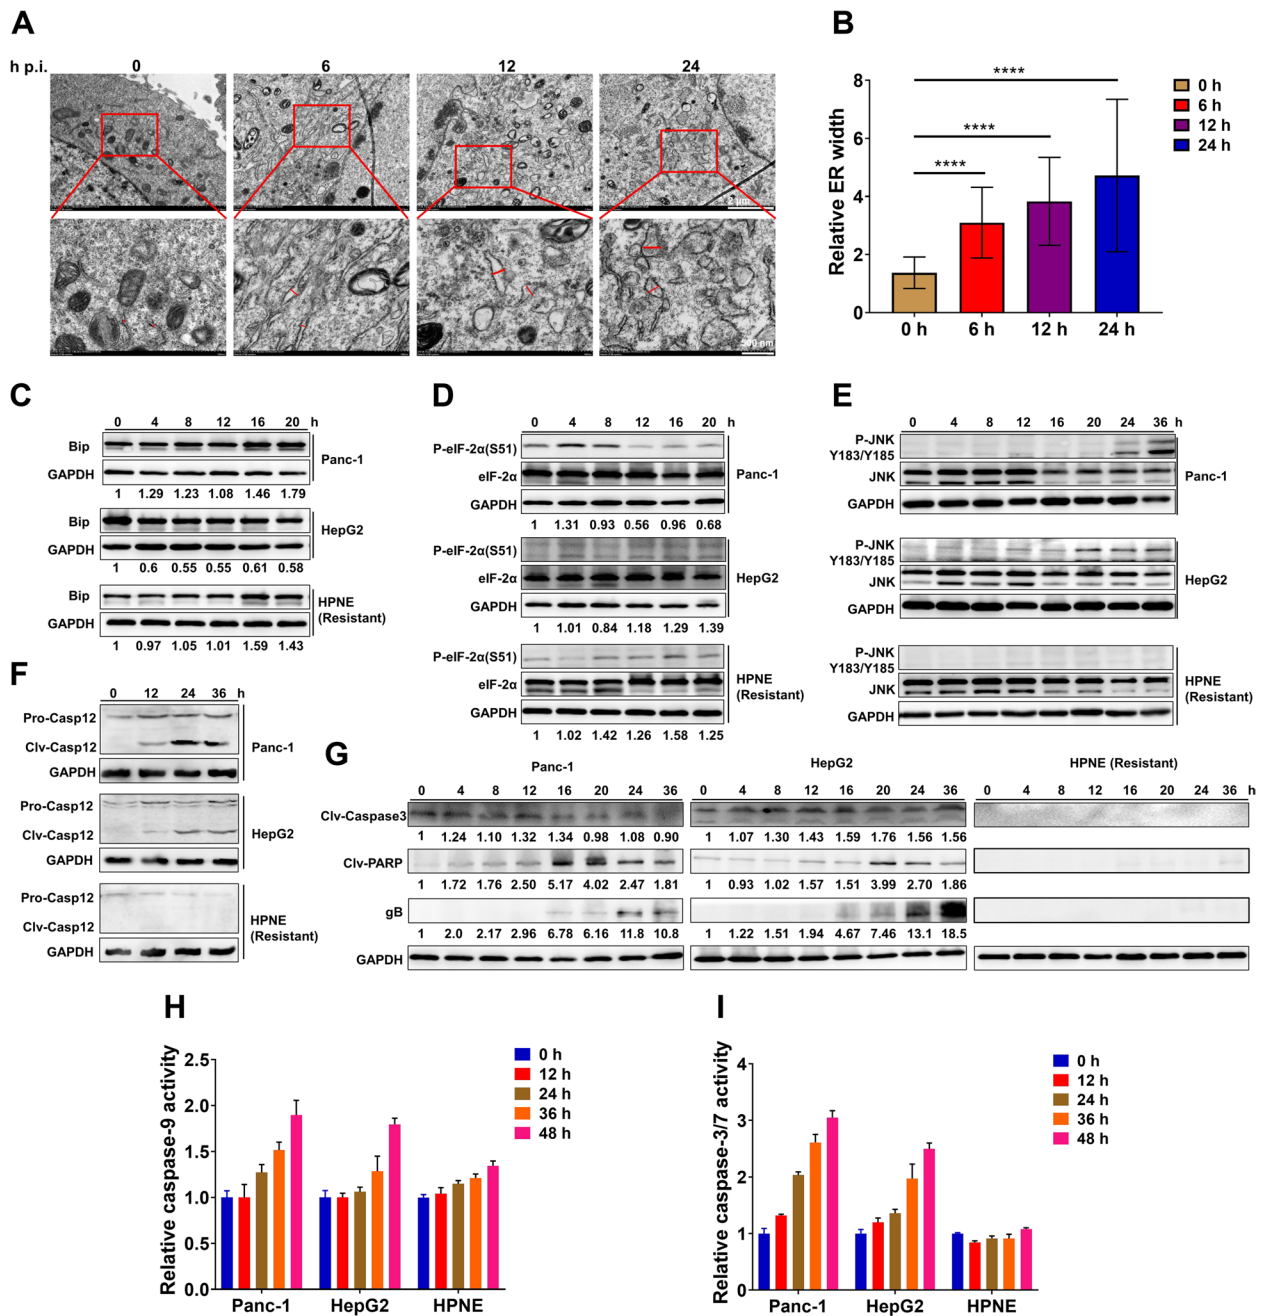 A
h p.i.
0 6 12 24
2 μm
500 nm
B
Relative ER width
8
6
4
2
0
****
****
****
0 h 6 h 12 h 24 h
0 h
6 h
12 h
24 h
C
0 4 8 12 16 20 h
Bip
GAPDH
Panc-1
1 1.29 1.23 1.08 1.46 1.79
Bip
GAPDH
HepG2
1 0.6 0.55 0.55 0.61 0.58
Bip
GAPDH
HPNE
(Resistant)
1 0.97 1.05 1.01 1.59 1.43
D
0 4 8 12 16 20 h
P-eIF-2α(S51)
eIF-2α
GAPDH
Panc-1
1 1.31 0.93 0.56 0.96 0.68
P-eIF-2α(S51)
eIF-2α
GAPDH
HepG2
1 1.01 0.84 1.18 1.29 1.39
P-eIF-2α(S51)
eIF-2α
GAPDH
HPNE
(Resistant)
1 1.02 1.42 1.26 1.58 1.25
E
0 4 8 12 16 20 24 36 h
P-JNK
Y183/Y185
JNK
GAPDH
Panc-1
P-JNK
Y183/Y185
JNK
GAPDH
HepG2
P-JNK
Y183/Y185
JNK
GAPDH
HPNE
(Resistant)
F
0 12 24 36 h
Pro-Casp12
Clv-Casp12
GAPDH
Panc-1
Pro-Casp12
Clv-Casp12
GAPDH
HepG2
Pro-Casp12
Clv-Casp12
GAPDH
HPNE
(Resistant)
G
Panc-1 HepG2 HPNE (Resistant)
0 4 8 12 16 20 24 36 0 4 8 12 16 20 24 36 0 4 8 12 16 20 24 36 h
Clv-Caspase3
1 1.24 1.10 1.32 1.34 0.98 1.08 0.90 1 1.07 1.30 1.43 1.59 1.76 1.56 1.56
Clv-PARP
1 1.72 1.76 2.50 5.17 4.02 2.47 1.81 1 0.93 1.02 1.57 1.51 3.99 2.70 1.86
gB
1 2.0 2.17 2.96 6.78 6.16 11.8 10.8 1 1.22 1.51 1.94 4.67 7.46 13.1 18.5
GAPDH
H
Relative caspase-9 activity
2.5
2.0
1.5
1.0
0.5
0.0
Panc-1 HepG2 HPNE
0 h
12 h
24 h
36 h
48 h
I
Relative caspase-3/7 activity
4
3
2
1
0
Panc-1 HepG2 HPNE
0 h
12 h
24 h
36 h
48 h